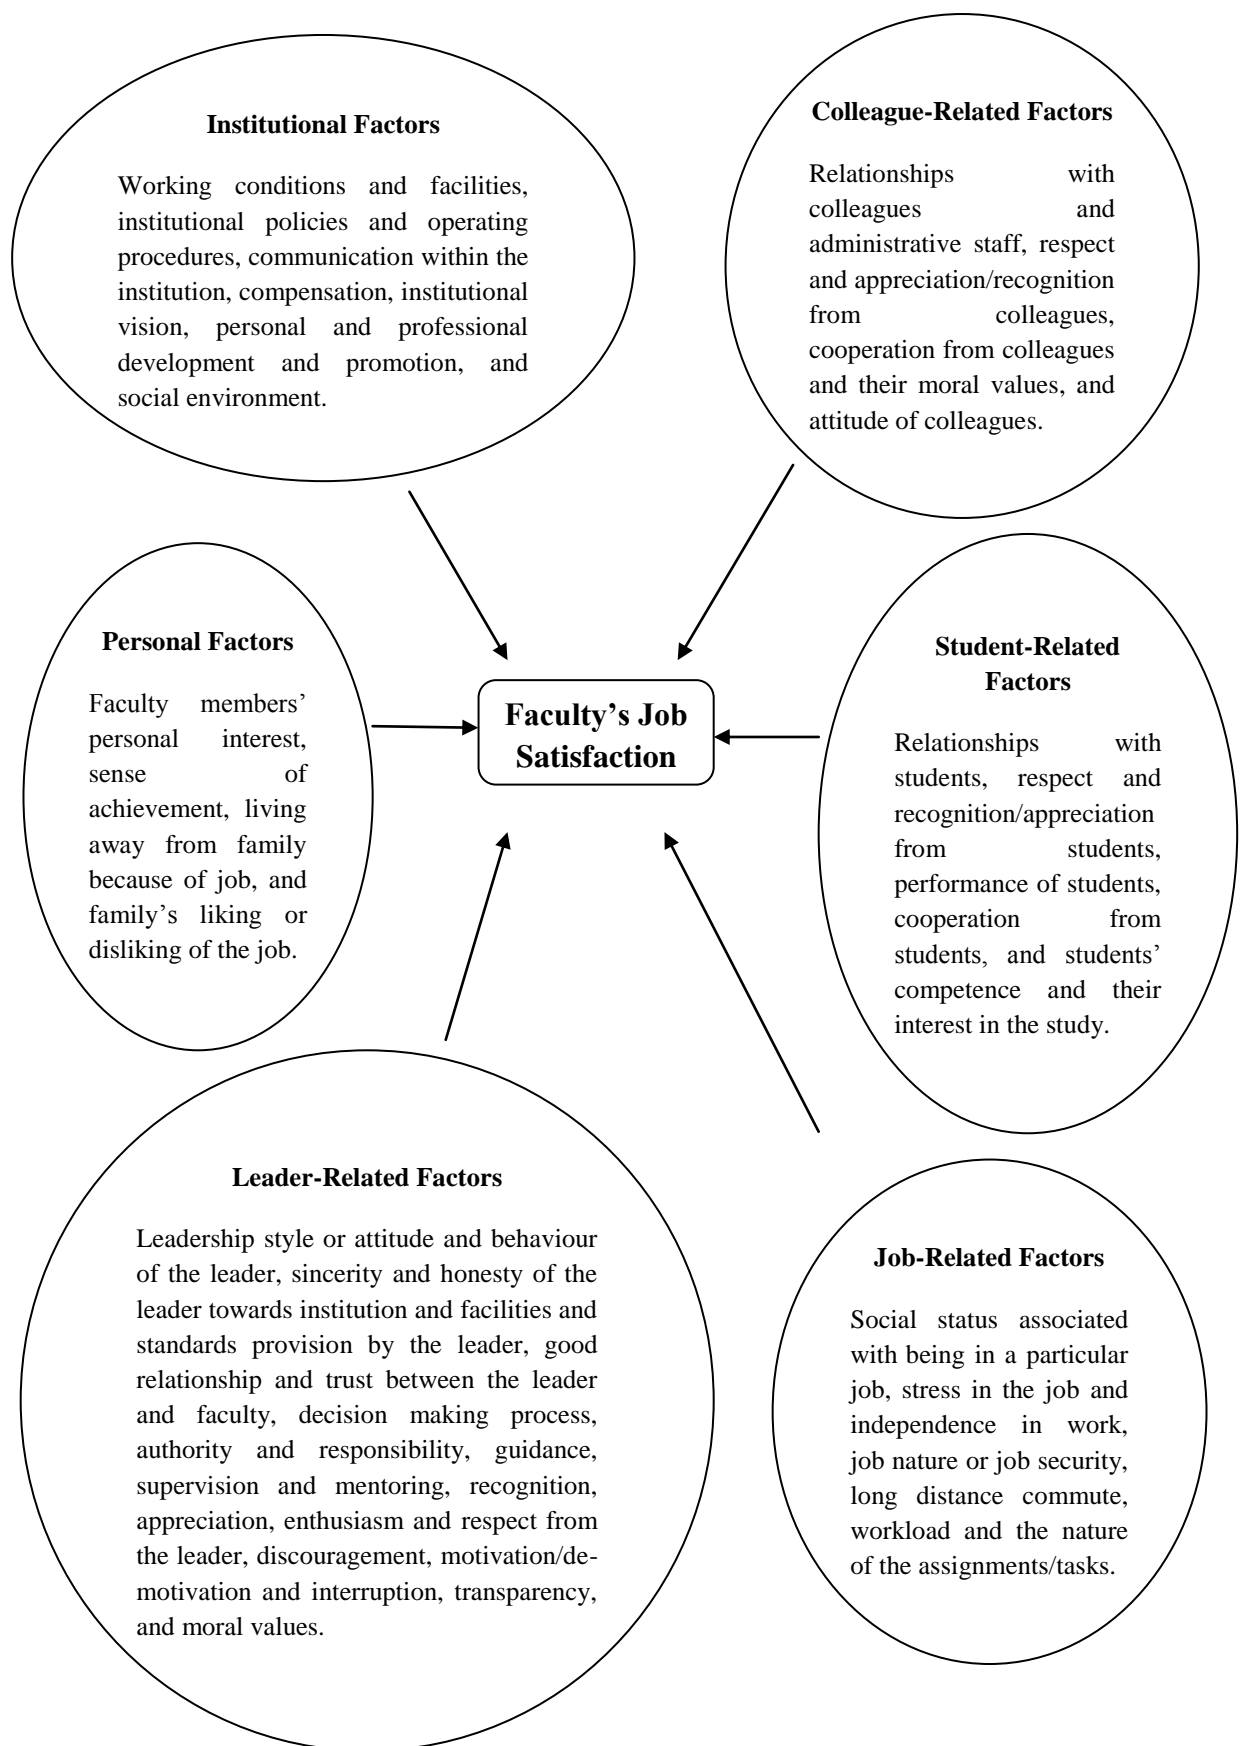 Institutional Factors
Working conditions and facilities,
institutional policies and operating
procedures, communication within the
institution, compensation, institutional
vision, personal and professional
development and promotion, and
social environment.
Colleague-Related Factors
Relationships with
colleagues and
administrative staff, respect
and appreciation/recognition
from colleagues,
cooperation from colleagues
and their moral values, and
attitude of colleagues.
Personal Factors
Faculty members’
personal interest,
sense of
achievement, living
away from family
because of job, and
family’s liking or
disliking of the job.
Faculty’s Job
Satisfaction
Student-Related
Factors
Relationships with
students, respect and
recognition/appreciation
from students,
performance of students,
cooperation from
students, and students’
competence and their
interest in the study.
Leader-Related Factors
Leadership style or attitude and behaviour
of the leader, sincerity and honesty of the
leader towards institution and facilities and
standards provision by the leader, good
relationship and trust between the leader
and faculty, decision making process,
authority and responsibility, guidance,
supervision and mentoring, recognition,
appreciation, enthusiasm and respect from
the leader, discouragement, motivation/de-
motivation and interruption, transparency,
and moral values.
Job-Related Factors
Social status associated
with being in a particular
job, stress in the job and
independence in work,
job nature or job security,
long distance commute,
workload and the nature
of the assignments/tasks.